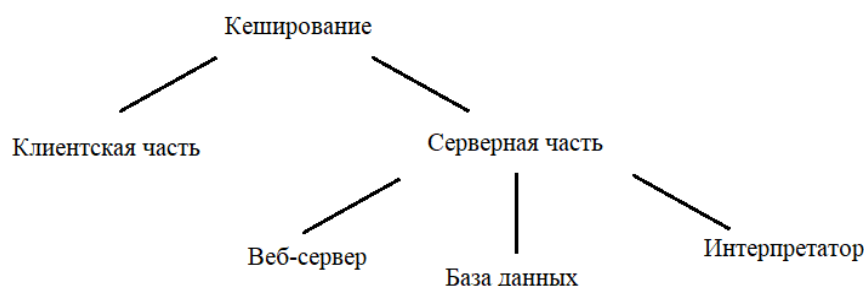 Кеширование
Клиентская часть
Серверная часть
Веб-сервер
База данных
Интерпретатор